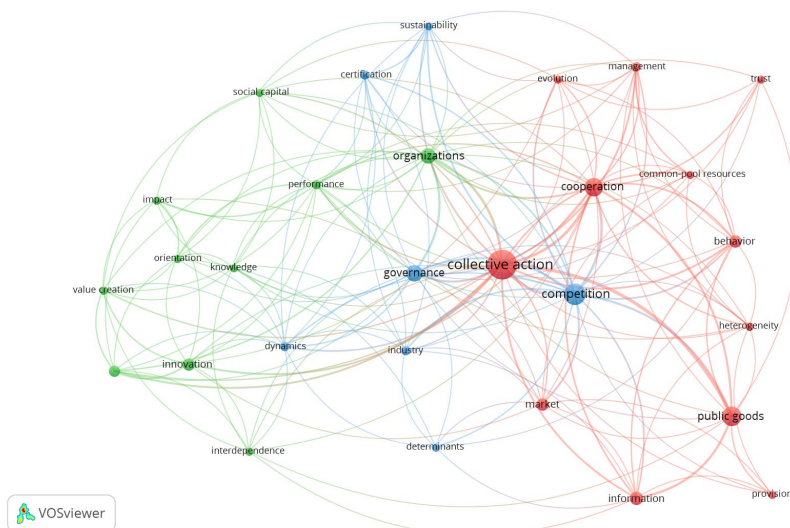 sustainability
management
certification
evolution
trust
social capital
organizations
common-pool resources
performance
cooperation
impact
behavior
orientation
knowledge
collective action
governance
value creation
competition
heterogeneity
dynamics
industry
innovation
market
public goods
determinants
interdependence
provision
information
VOSviewer